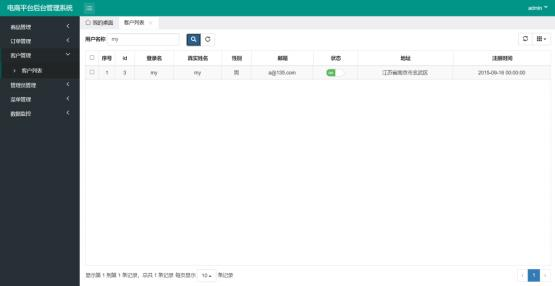 电商平台后台管理系统
admin
商品管理
订单管理
客户管理
客户列表
管理员管理
菜单管理
数据监控
我的桌面 客户列表 ×
用户名称 my
序号 Id 登录名 真实姓名 性别 邮箱 状态 地址 注册时间
1 3 my my 男 a@135.com on 江苏省南京市玄武区 2015-09-16 00:00:00
显示第 1 到第 1 条记录，总共 1 条记录 每页显示 10 条记录
‹ 1 ›